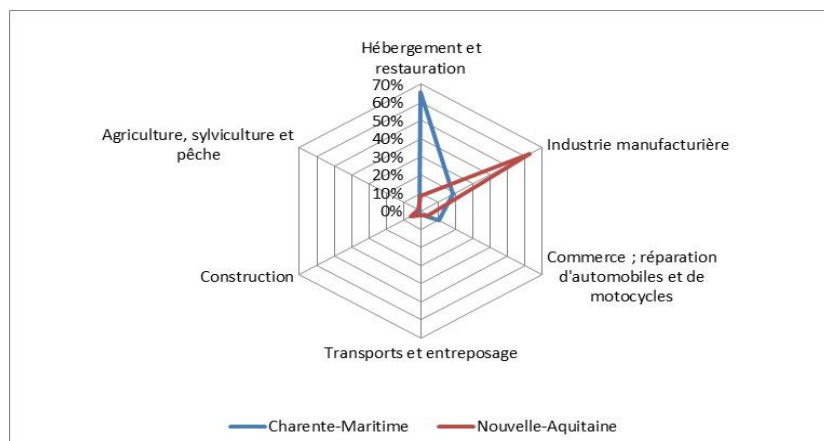 Hébergement et
restauration
70%
60%
50%
40%
30%
20%
10%
0%
Agriculture, sylviculture et
pêche
Industrie manufacturière
Construction
Commerce ; réparation
d'automobiles et de
motocycles
Transports et entreposage
Charente-Maritime
Nouvelle-Aquitaine